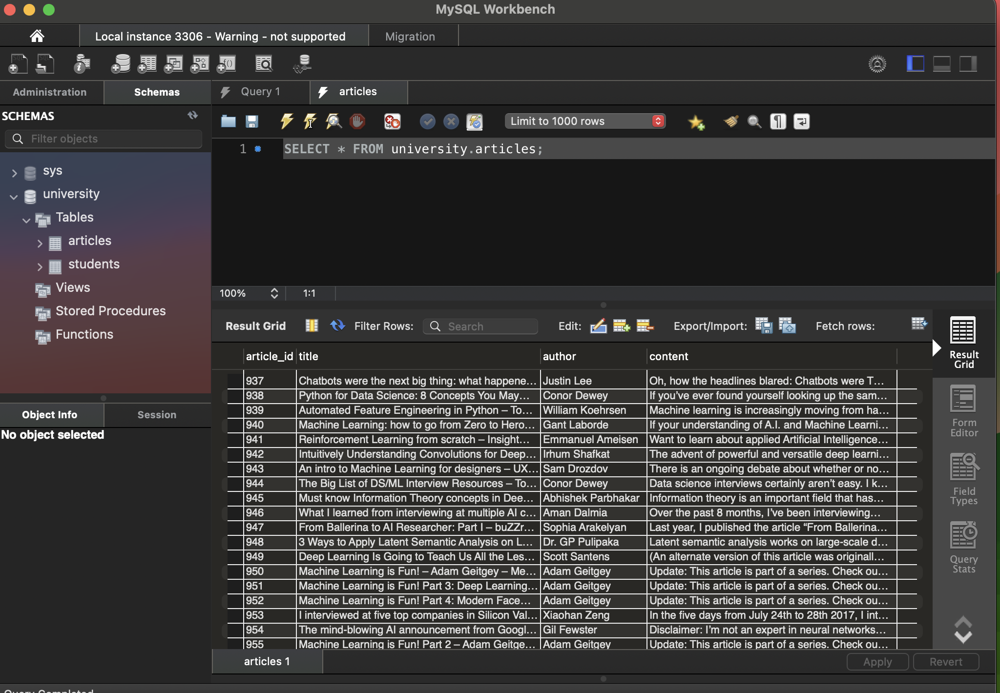 MySQL Workbench
Local instance 3306 - Warning - not supported
Migration
Administration
Schemas
Query 1
articles
SCHEMAS
Filter objects
Limit to 1000 rows
1 SELECT * FROM university.articles;
sys
university
Tables
articles
students
Views
Stored Procedures
Functions
100%
1:1
Result Grid
Filter Rows:
Search
Edit:
Export/Import:
Fetch rows:
article_id title author content
937 Chatbots were the next big thing: what happene... Justin Lee Oh, how the headlines blared: Chatbots were T...
938 Python for Data Science: 8 Concepts You May... Conor Dewey If you’ve ever found yourself looking up the sam...
939 Automated Feature Engineering in Python – To... William Koehrsen Machine learning is increasingly moving from ha...
940 Machine Learning: how to go from Zero to Hero... Gant Laborde If your understanding of A.I. and Machine Learni...
941 Reinforcement Learning from scratch – Insight... Emmanuel Ameisen Want to learn about applied Artificial Intelligence...
942 Intuitively Understanding Convolutions for Deep... Irhum Shafkat The advent of powerful and versatile deep learni...
943 An intro to Machine Learning for designers – UX... Sam Drozdov There is an ongoing debate about whether or no...
944 The Big List of DS/ML Interview Resources – To... Conor Dewey Data science interviews certainly aren’t easy. I k...
945 Must know Information Theory concepts in Dee... Abhishek Parbhakar Information theory is an important field that has...
946 What I learned from interviewing at multiple AI c... Aman Dalmia Over the past 8 months, I’ve been interviewing...
947 From Ballerina to AI Researcher: Part I – buZZr... Sophia Arakelyan Last year, I published the article “From Ballerina...
948 3 Ways to Apply Latent Semantic Analysis on L... Dr. GP Pulipaka Latent semantic analysis works on large-scale d...
949 Deep Learning Is Going to Teach Us All the Les... Scott Santens (An alternate version of this article was originall...
950 Machine Learning is Fun! – Adam Geitgey – Me... Adam Geitgey Update: This article is part of a series. Check ou...
951 Machine Learning is Fun! Part 3: Deep Learning... Adam Geitgey Update: This article is part of a series. Check ou...
952 Machine Learning is Fun! Part 4: Modern Face... Adam Geitgey Update: This article is part of a series. Check ou...
953 I interviewed at five top companies in Silicon Val... Xiaohan Zeng In the five days from July 24th to 28th 2017, I int...
954 The mind-blowing AI announcement from Googl... Gil Fewster Disclaimer: I’m not an expert in neural networks...
955 Machine Learning is Fun! Part 2 – Adam Geitge... Adam Geitgey Update: This article is part of a series. Check ou...
Result
Grid
Form
Editor
Field
Types
Query
Stats
Object Info
Session
No object selected
articles 1
Apply
Revert
Query Completed